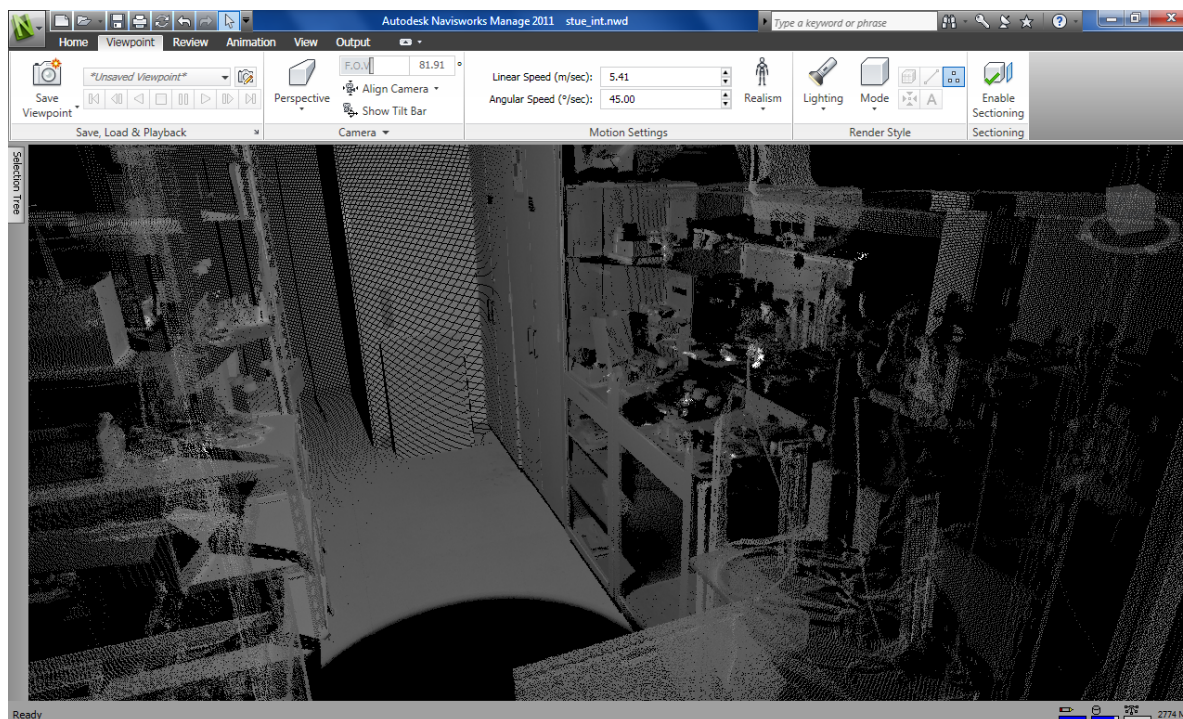 Autodesk Navisworks Manage 2011 stue_int.nwd
Type a keyword or phrase
Home Viewpoint Review Animation View Output
*Unsaved Viewpoint*
Save
Viewpoint
Save, Load & Playback
Perspective
F.O.V 81.91 °
Align Camera
Show Tilt Bar
Camera
Linear Speed (m/sec): 5.41
Angular Speed (°/sec): 45.00
Realism
Motion Settings
Lighting
Mode
A
Render Style
Enable
Sectioning
Sectioning
Selection Tree
Ready
2774 M